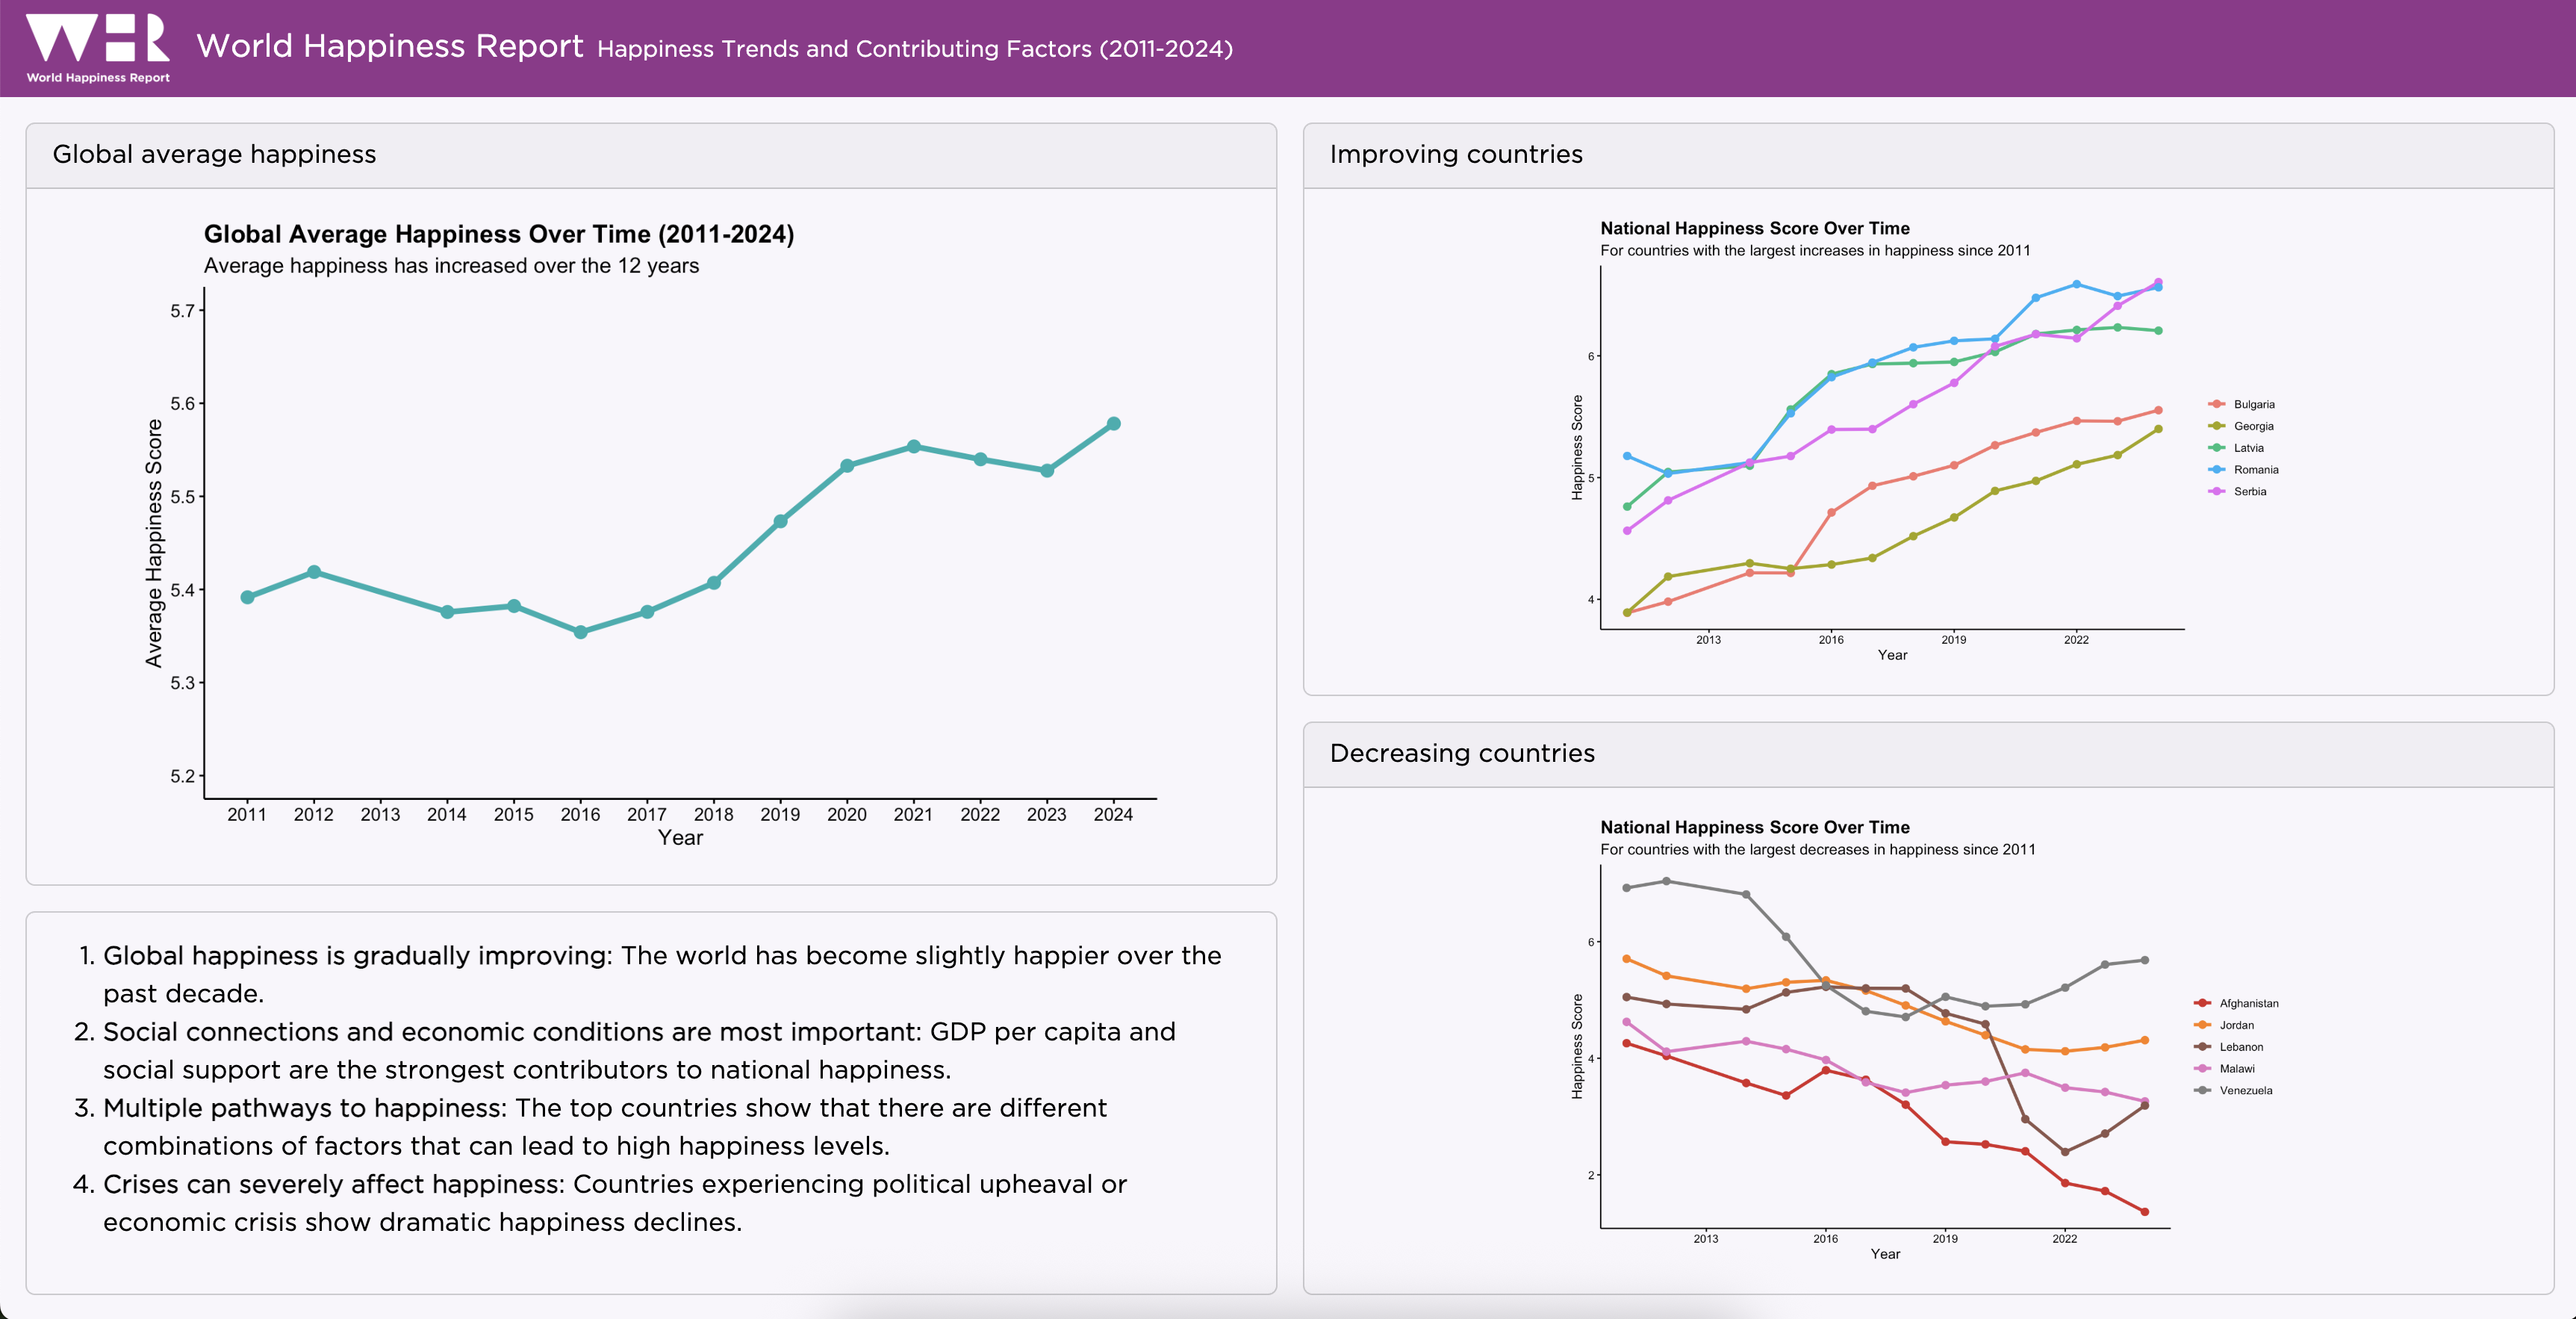 WHR
World Happiness Report
World Happiness Report Happiness Trends and Contributing Factors (2011-2024)
Global average happiness
Global Average Happiness Over Time (2011-2024)
Average happiness has increased over the 12 years
Average Happiness Score
5.7
5.6
5.5
5.4
5.3
5.2
2011 2012 2013 2014 2015 2016 2017 2018 2019 2020 2021 2022 2023 2024
Year
1. Global happiness is gradually improving: The world has become slightly happier over the
past decade.
2. Social connections and economic conditions are most important: GDP per capita and
social support are the strongest contributors to national happiness.
3. Multiple pathways to happiness: The top countries show that there are different
combinations of factors that can lead to high happiness levels.
4. Crises can severely affect happiness: Countries experiencing political upheaval or
economic crisis show dramatic happiness declines.
Improving countries
National Happiness Score Over Time
For countries with the largest increases in happiness since 2011
Happiness Score
6
5
4
2013 2016 2019 2022
Year
Bulgaria
Georgia
Latvia
Romania
Serbia
Decreasing countries
National Happiness Score Over Time
For countries with the largest decreases in happiness since 2011
Happiness Score
6
4
2
2013 2016 2019 2022
Year
Afghanistan
Jordan
Lebanon
Malawi
Venezuela